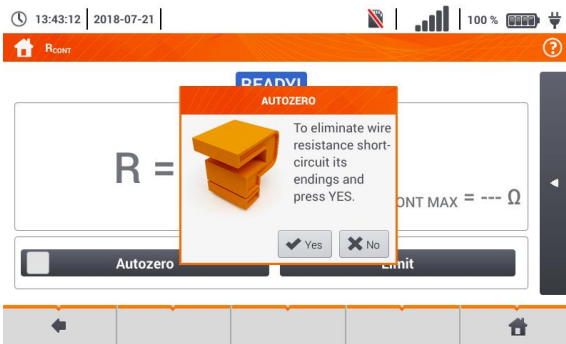 13:43:12 2018-07-21 100 %
RCONT
?
READY!
AUTOZERO
To eliminate wire
resistance short-
circuit its
endings and
press YES.
R =
ONT MAX = --- Ω
Yes No
Autozero Limit